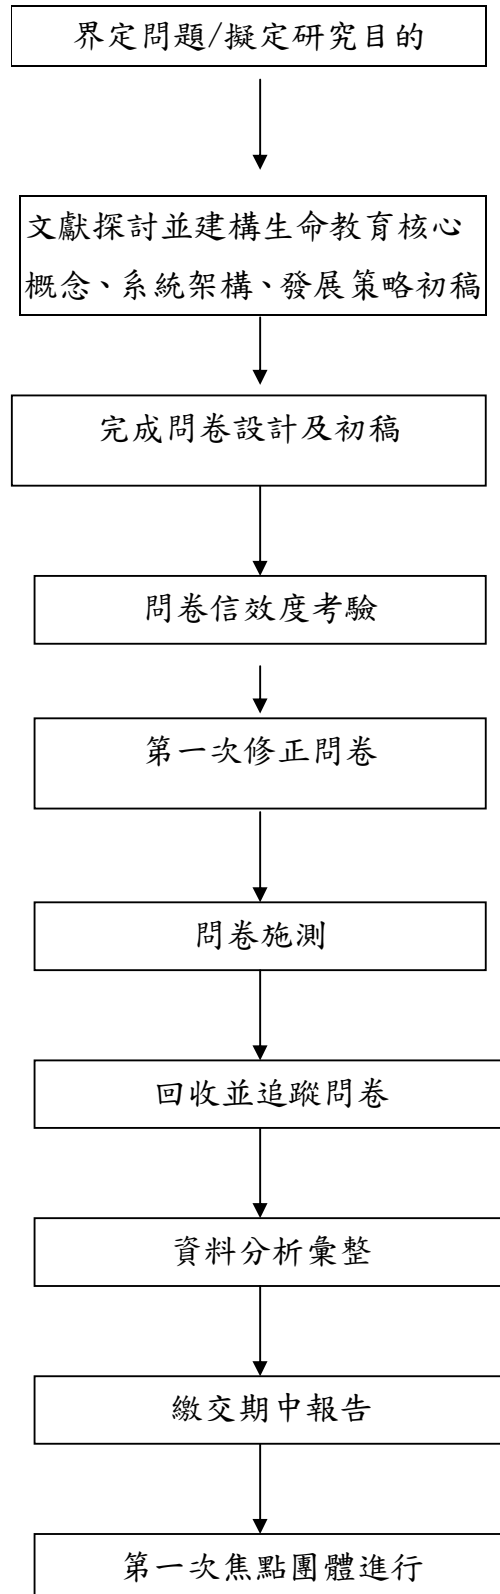 界定問題/擬定研究目的
文獻探討並建構生命教育核心
概念、系統架構、發展策略初稿
完成問卷設計及初稿
問卷信效度考驗
第一次修正問卷
問卷施測
回收並追蹤問卷
資料分析彙整
繳交期中報告
第一次焦點團體進行